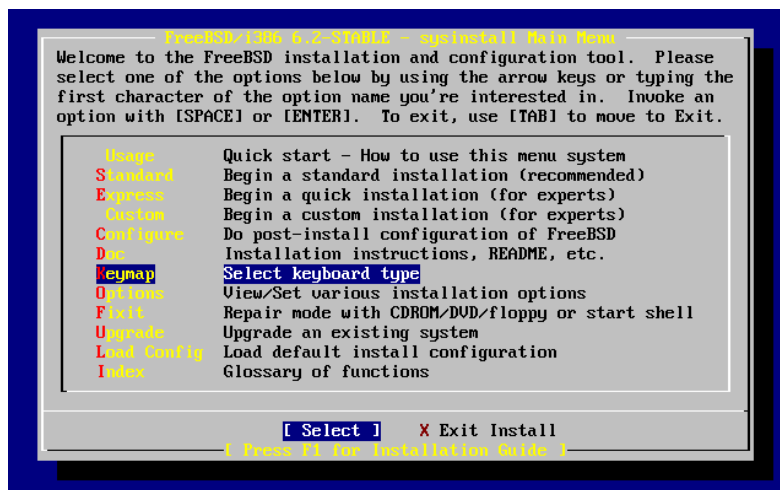 FreeBSD/i386 6.2-STABLE - sysinstall Main Menu
Welcome to the FreeBSD installation and configuration tool.  Please
select one of the options below by using the arrow keys or typing the
first character of the option name you're interested in.  Invoke an
option with [SPACE] or [ENTER].  To exit, use [TAB] to move to Exit.
Usage Quick start - How to use this menu system
Standard Begin a standard installation (recommended)
Express Begin a quick installation (for experts)
Custom Begin a custom installation (for experts)
Configure Do post-install configuration of FreeBSD
Doc Installation instructions, README, etc.
Keymap Select keyboard type
Options View/Set various installation options
Fixit Repair mode with CDROM/DVD/floppy or start shell
Upgrade Upgrade an existing system
Load Config Load default install configuration
Index Glossary of functions
[ Select ] X Exit Install
[ Press F1 for Installation Guide ]